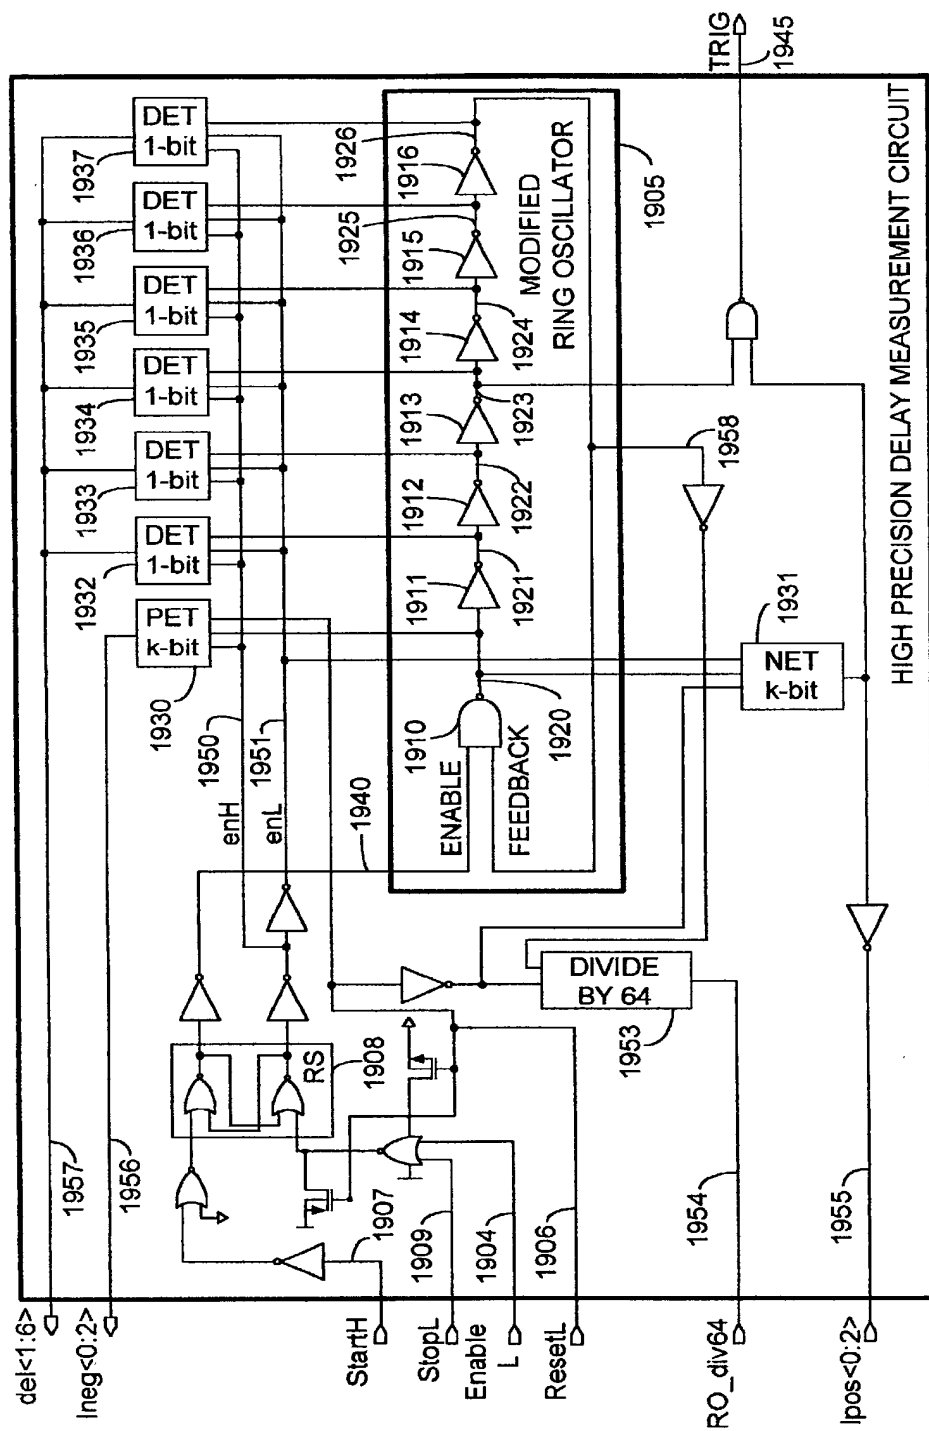 del<1:6>
Ineg<0:2>
StartH
StopL
Enable
L
ResetL
RO_div64
Ipos<0:2>
1957
1956
1907
1909
1904
1906
1954
1955
RS
1908
DIVIDE
BY 64
1953
enH
enL
1950
1951
1940
PET
k-bit
1930
DET
1-bit
1932
DET
1-bit
1933
DET
1-bit
1934
DET
1-bit
1935
DET
1-bit
1936
DET
1-bit
1937
ENABLE
FEEDBACK
1910
1920
1911
1921
1912
1922
1913
1923
1914
1924
1915
1925
1916
1926
MODIFIED
RING OSCILLATOR
1905
1958
NET
k-bit
1931
TRIG
1945
HIGH PRECISION DELAY MEASUREMENT CIRCUIT